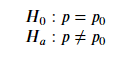 H₀ : p = p₀
Hₐ : p ≠ p₀